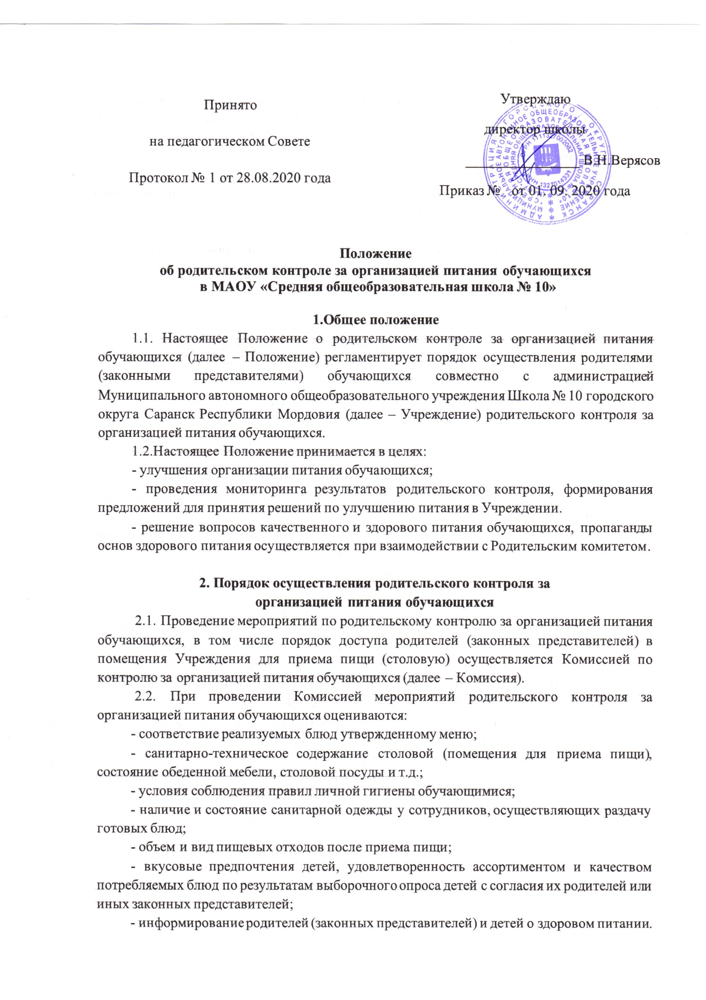 Принято
на педагогическом Совете
Протокол № 1 от 28.08.2020 года
Утверждаю
директор школы
В.Н.Верясов
Приказ № от 01. 09. 2020 года
АДМИНИСТРАЦИЯ ГОРОДСКОГО ОКРУГА САРАНСК
МУНИЦИПАЛЬНОЕ АВТОНОМНОЕ ОБЩЕОБРАЗОВАТЕЛЬНОЕ УЧРЕЖДЕНИЕ
ОГРН 1111327002082
ИНН 1327014331
Положение
об родительском контроле за организацией питания обучающихся
в МАОУ «Средняя общеобразовательная школа № 10»
1.Общее положение
1.1. Настоящее Положение о родительском контроле за организацией питания
обучающихся (далее – Положение) регламентирует порядок осуществления родителями
(законными представителями) обучающихся совместно с администрацией
Муниципального автономного общеобразовательного учреждения Школа № 10 городского
округа Саранск Республики Мордовия (далее – Учреждение) родительского контроля за
организацией питания обучающихся.
1.2.Настоящее Положение принимается в целях:
- улучшения организации питания обучающихся;
- проведения мониторинга результатов родительского контроля, формирования
предложений для принятия решений по улучшению питания в Учреждении.
- решение вопросов качественного и здорового питания обучающихся, пропаганды
основ здорового питания осуществляется при взаимодействии с Родительским комитетом.
2. Порядок осуществления родительского контроля за
организацией питания обучающихся
2.1. Проведение мероприятий по родительскому контролю за организацией питания
обучающихся, в том числе порядок доступа родителей (законных представителей) в
помещения Учреждения для приема пищи (столовую) осуществляется Комиссией по
контролю за организацией питания обучающихся (далее – Комиссия).
2.2. При проведении Комиссией мероприятий родительского контроля за
организацией питания обучающихся оцениваются:
- соответствие реализуемых блюд утвержденному меню;
- санитарно-техническое содержание столовой (помещения для приема пищи),
состояние обеденной мебели, столовой посуды и т.д.;
- условия соблюдения правил личной гигиены обучающимися;
- наличие и состояние санитарной одежды у сотрудников, осуществляющих раздачу
готовых блюд;
- объем и вид пищевых отходов после приема пищи;
- вкусовые предпочтения детей, удовлетворенность ассортиментом и качеством
потребляемых блюд по результатам выборочного опроса детей с согласия их родителей или
иных законных представителей;
- информирование родителей (законных представителей) и детей о здоровом питании.